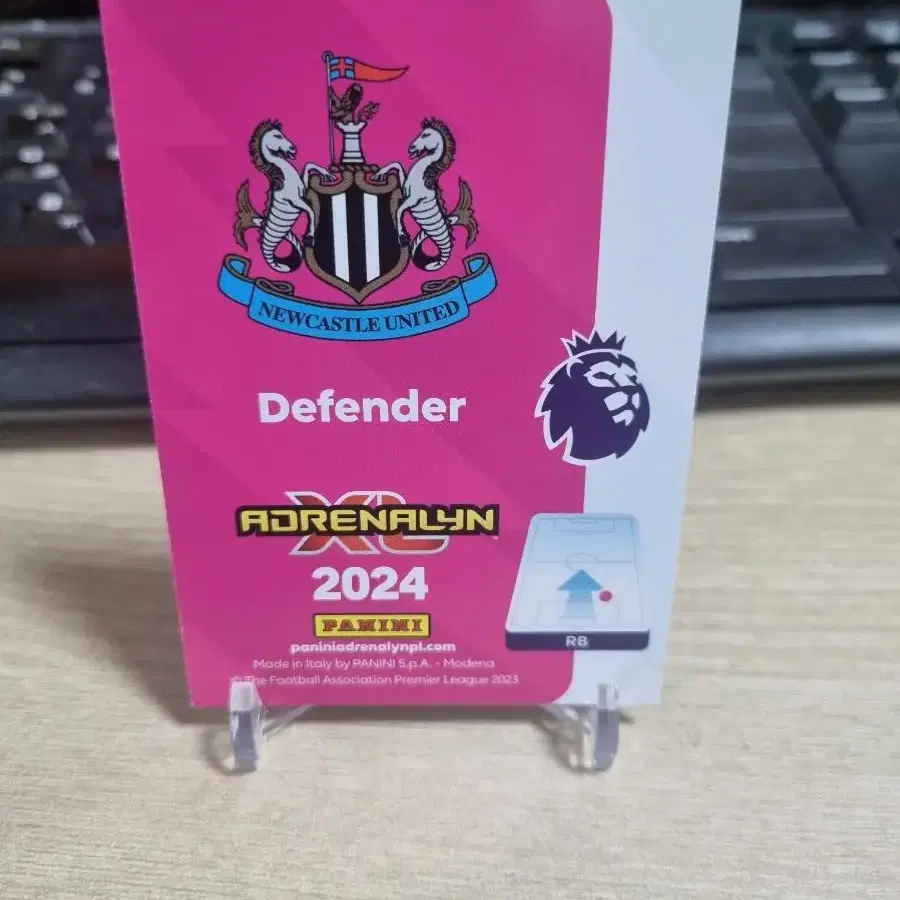 NEWCASTLE UNITED
Defender
ADRENALYN
XL
2024
PANINI
paniniadrenalynpl.com
Made in Italy by PANINI S.p.A. - Modena
© The Football Association Premier League 2023
R8